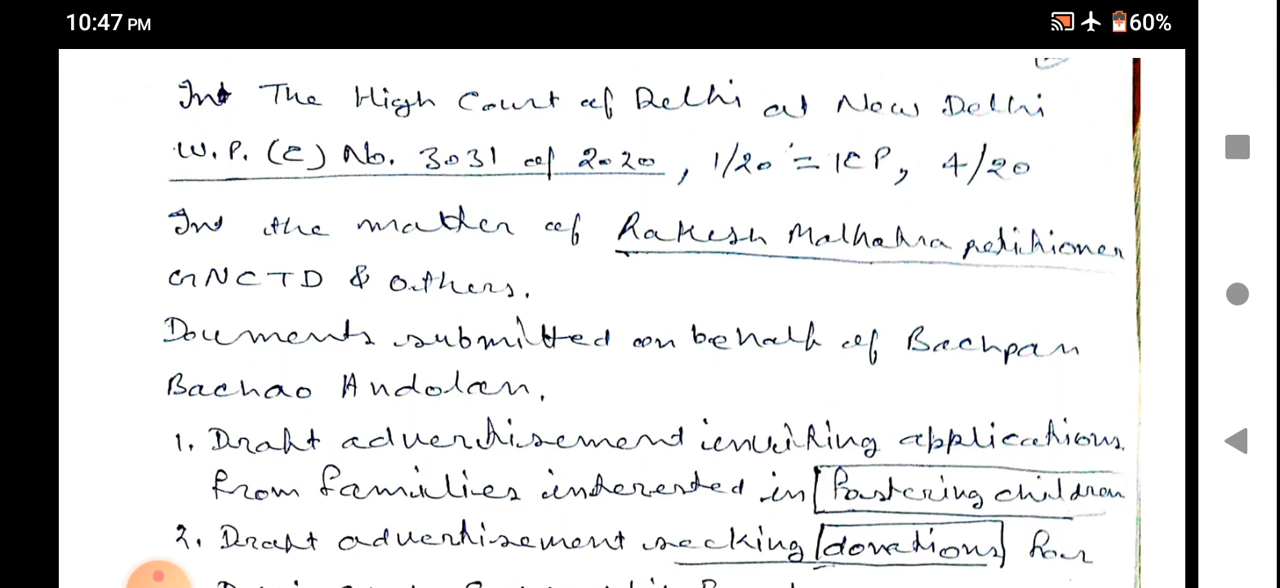 10:47 PM
60%
In The High Court of Delhi at New Delhi
W.P. (C) No. 3031 of 2020, 1/20 = ICP, 4/20
In the matter of Rakesh Malhotra petitioner
GNCTD & Others.
Documents submitted on behalf of Bachpan
Bachao Andolan.
1. Draft advertisement inviting applications
from families interested in fostering children
2. Draft advertisement seeking donations for